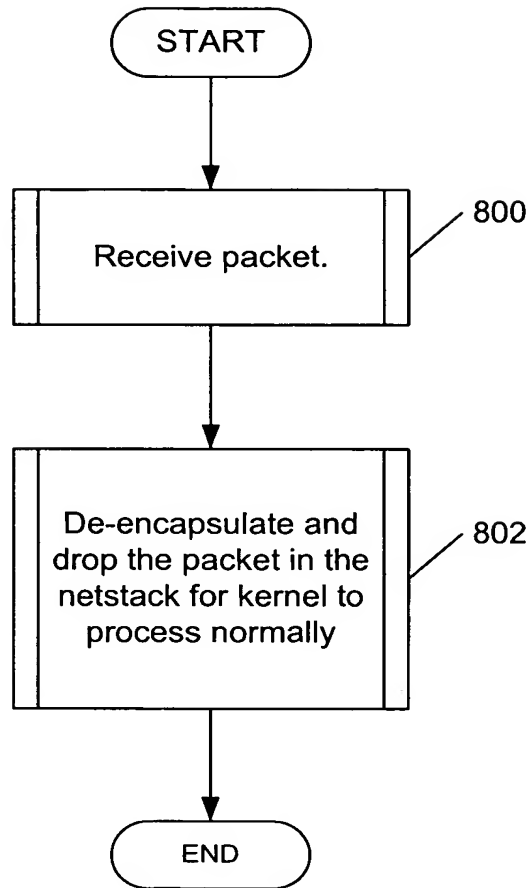 START
Receive packet.
800
De-encapsulate and
drop the packet in the
netstack for kernel to
process normally
802
END